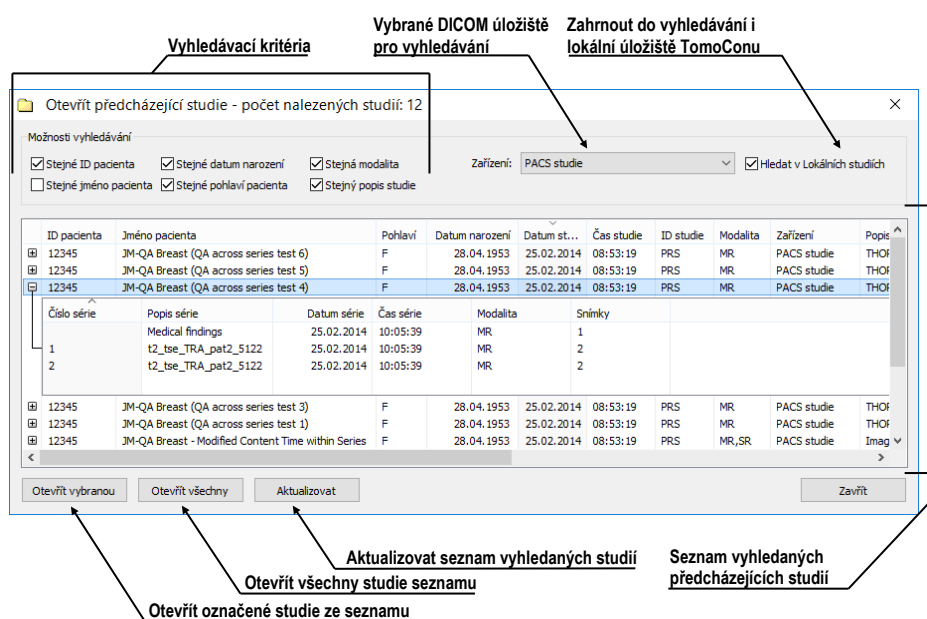 Vybrané DICOM úložiště
pro vyhledávání
Zahrnout do vyhledávání i
lokální úložiště TomoConu
Vyhledávací kritéria
Otevřít předcházející studie - počet nalezených studií: 12
Možnosti vyhledávání
Stejné ID pacienta Stejné datum narození Stejná modalita Zařízení: PACS studie Hledat v Lokálních studiích
Stejné jméno pacienta Stejné pohlaví pacienta Stejný popis studie
ID pacienta Jméno pacienta Pohlaví Datum narození Datum st... Čas studie ID studie Modalita Zařízení Popis
12345 JM-QA Breast (QA across series test 6) F 28.04.1953 25.02.2014 08:53:19 PRS MR PACS studie THOR
12345 JM-QA Breast (QA across series test 5) F 28.04.1953 25.02.2014 08:53:19 PRS MR PACS studie THOR
12345 JM-QA Breast (QA across series test 4) F 28.04.1953 25.02.2014 08:53:19 PRS MR PACS studie THOR
Číslo série Popis série Datum série Čas série Modalita Snímky
Medical findings 25.02.2014 10:05:39 MR 1
1 t2_tse_TRA_pat2_5122 25.02.2014 10:05:39 MR 2
2 t2_tse_TRA_pat2_5122 25.02.2014 10:05:39 MR 2
12345 JM-QA Breast (QA across series test 3) F 28.04.1953 25.02.2014 08:53:19 PRS MR PACS studie THOR
12345 JM-QA Breast (QA across series test 1) F 28.04.1953 25.02.2014 08:53:19 PRS MR PACS studie THOR
12345 JM-QA Breast - Modified Content Time within Series F 28.04.1953 25.02.2014 08:53:19 PRS MR,SR PACS studie Imag
Otevřít vybranou Otevřít všechny Aktualizovat Zavřít
Aktualizovat seznam vyhledaných studií
Seznam vyhledaných
předcházejících studií
Otevřít všechny studie seznamu
Otevřít označené studie ze seznamu